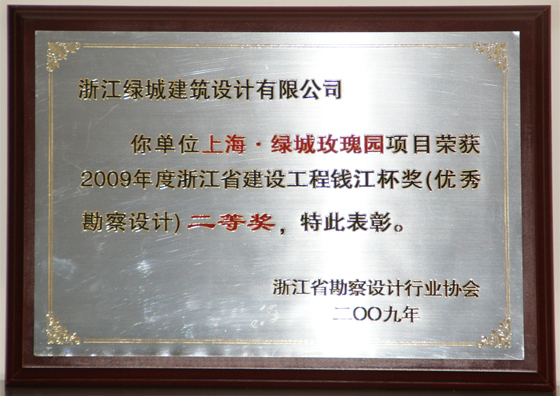 浙江绿城建筑设计有限公司
你单位上海·绿城玫瑰园项目荣获
2009年度浙江省建设工程钱江杯奖(优秀
勘察设计)二等奖，特此表彰。
浙江省勘察设计行业协会
二〇〇九年